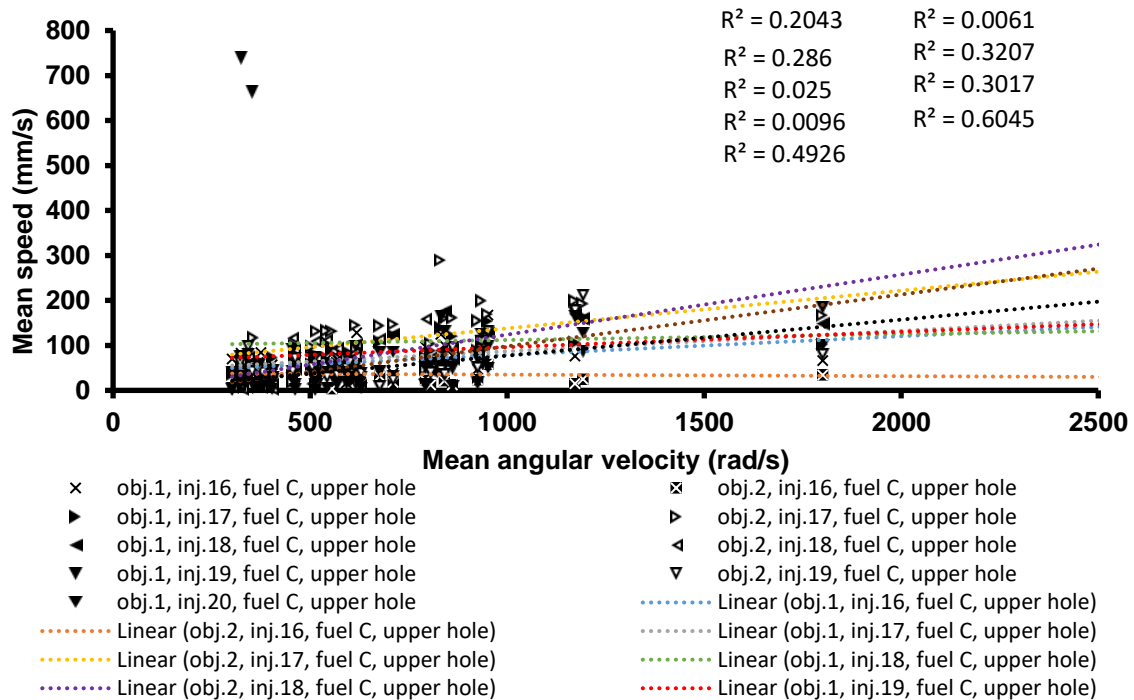 R² = 0.2043 R² = 0.0061
R² = 0.286 R² = 0.3207
R² = 0.025 R² = 0.3017
R² = 0.0096 R² = 0.6045
R² = 0.4926
800
700
600
500
400
300
200
100
0
Mean speed (mm/s)
0 500 1000 1500 2000 2500
Mean angular velocity (rad/s)
obj.1, inj.16, fuel C, upper hole obj.2, inj.16, fuel C, upper hole
obj.1, inj.17, fuel C, upper hole obj.2, inj.17, fuel C, upper hole
obj.1, inj.18, fuel C, upper hole obj.2, inj.18, fuel C, upper hole
obj.1, inj.19, fuel C, upper hole obj.2, inj.19, fuel C, upper hole
obj.1, inj.20, fuel C, upper hole Linear (obj.1, inj.16, fuel C, upper hole)
Linear (obj.2, inj.16, fuel C, upper hole) Linear (obj.1, inj.17, fuel C, upper hole)
Linear (obj.2, inj.17, fuel C, upper hole) Linear (obj.1, inj.18, fuel C, upper hole)
Linear (obj.2, inj.18, fuel C, upper hole) Linear (obj.1, inj.19, fuel C, upper hole)